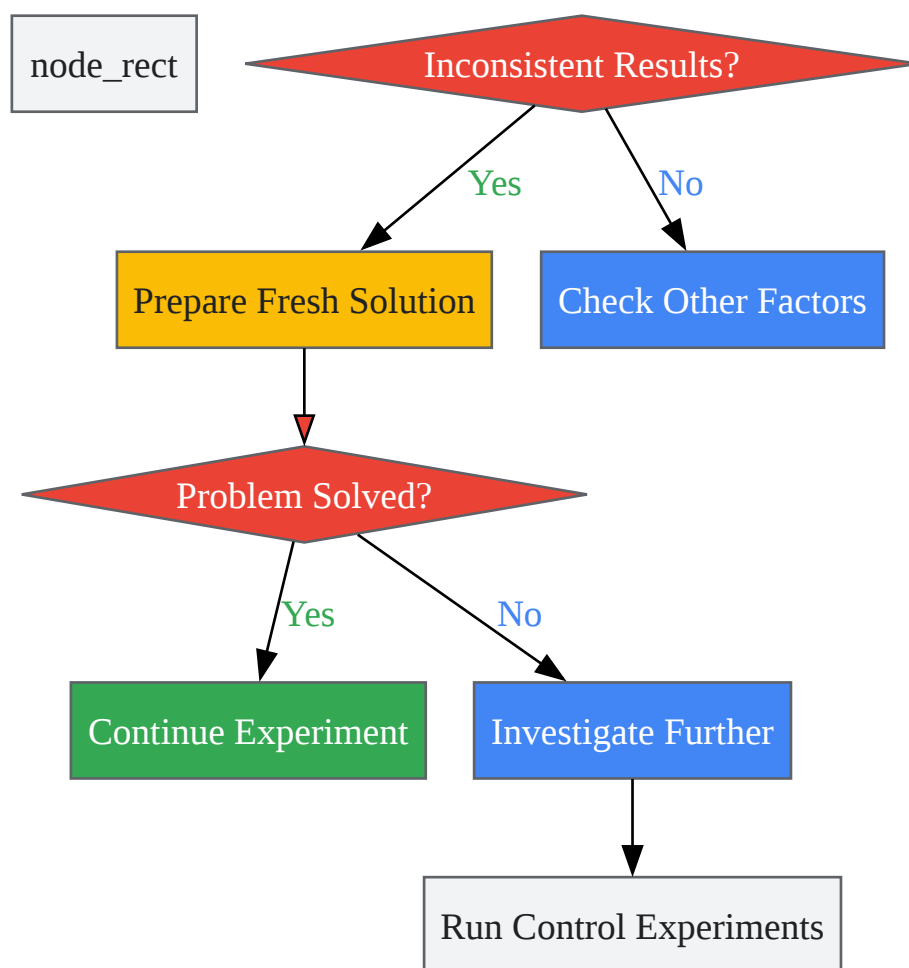 node_rect
Inconsistent Results?
Yes
No
Prepare Fresh Solution
Check Other Factors
Problem Solved?
Yes
No
Continue Experiment
Investigate Further
Run Control Experiments